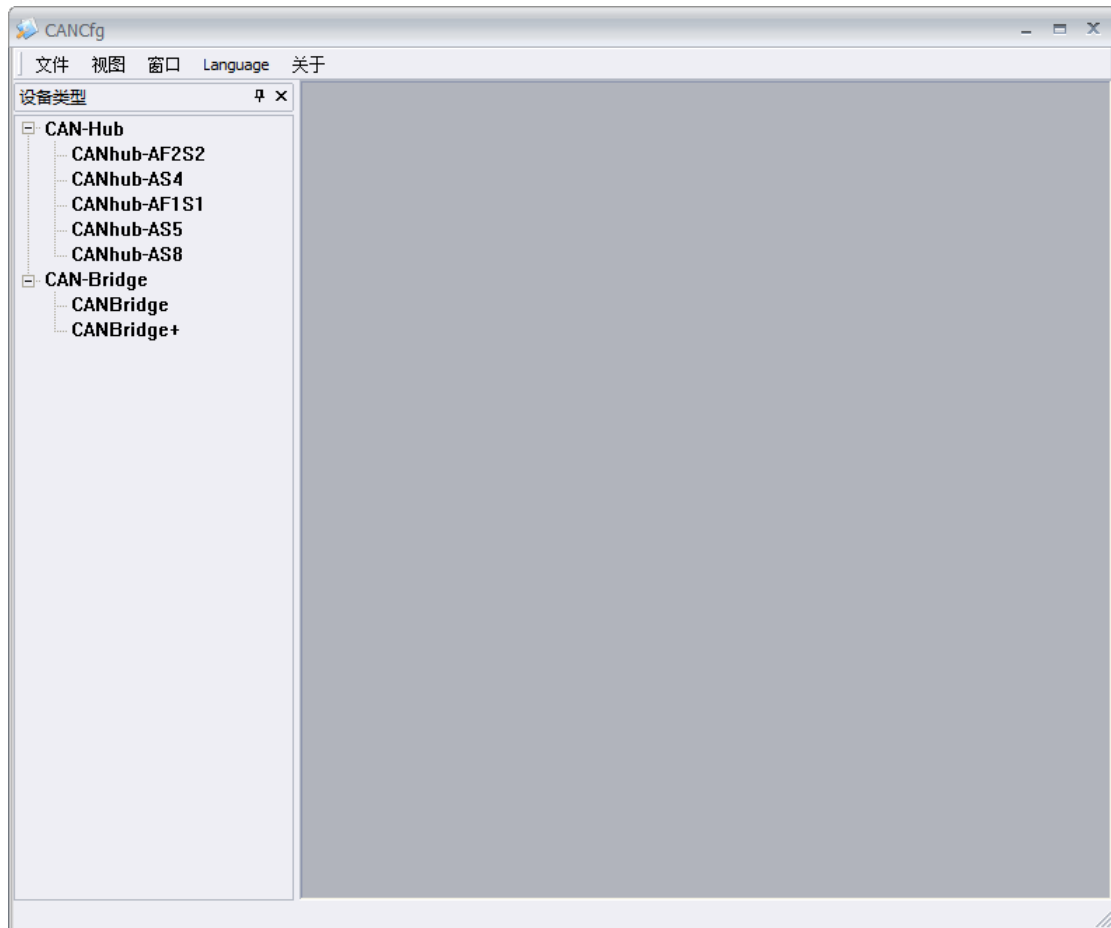 CANCfg
文件 视图 窗口 Language 关于
设备类型
CAN-Hub
CANhub-AF2S2
CANhub-AS4
CANhub-AF1S1
CANhub-AS5
CANhub-AS8
CAN-Bridge
CANBridge
CANBridge+